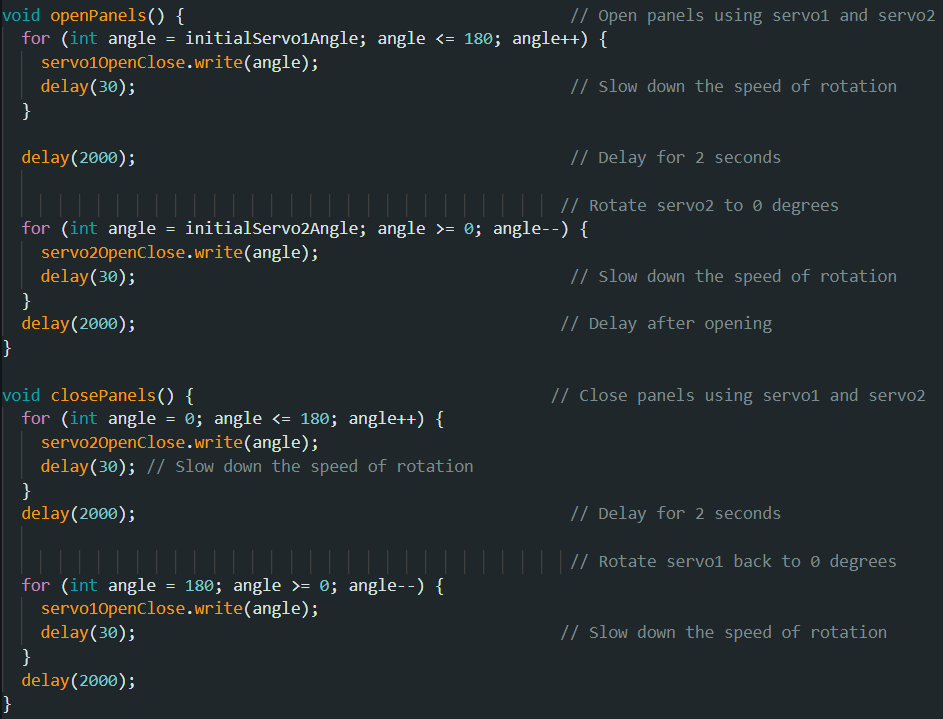 void openPanels() { // Open panels using servo1 and servo2
for (int angle = initialServo1Angle; angle <= 180; angle++) {
servo1OpenClose.write(angle);
delay(30); // Slow down the speed of rotation
}
delay(2000); // Delay for 2 seconds
// Rotate servo2 to 0 degrees
for (int angle = initialServo2Angle; angle >= 0; angle--) {
servo2OpenClose.write(angle);
delay(30); // Slow down the speed of rotation
}
delay(2000); // Delay after opening
}
void closePanels() { // Close panels using servo1 and servo2
for (int angle = 0; angle <= 180; angle++) {
servo2OpenClose.write(angle);
delay(30); // Slow down the speed of rotation
}
delay(2000); // Delay for 2 seconds
// Rotate servo1 back to 0 degrees
for (int angle = 180; angle >= 0; angle--) {
servo1OpenClose.write(angle);
delay(30); // Slow down the speed of rotation
}
delay(2000);
}